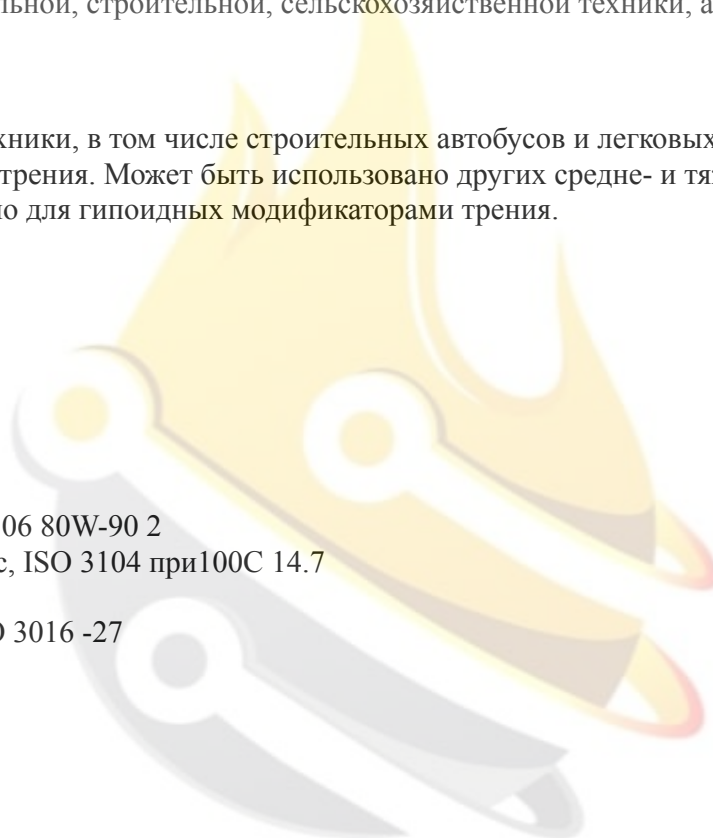 льной, строительной, сельскохозяйственной техники, а
хники, в том числе строительных автобусов и легковых
трения. Может быть использовано других средне- и тя
о для гипоидных модификаторами трения.
06 80W-90 2
с, ISO 3104 при100С 14.7
O 3016 -27